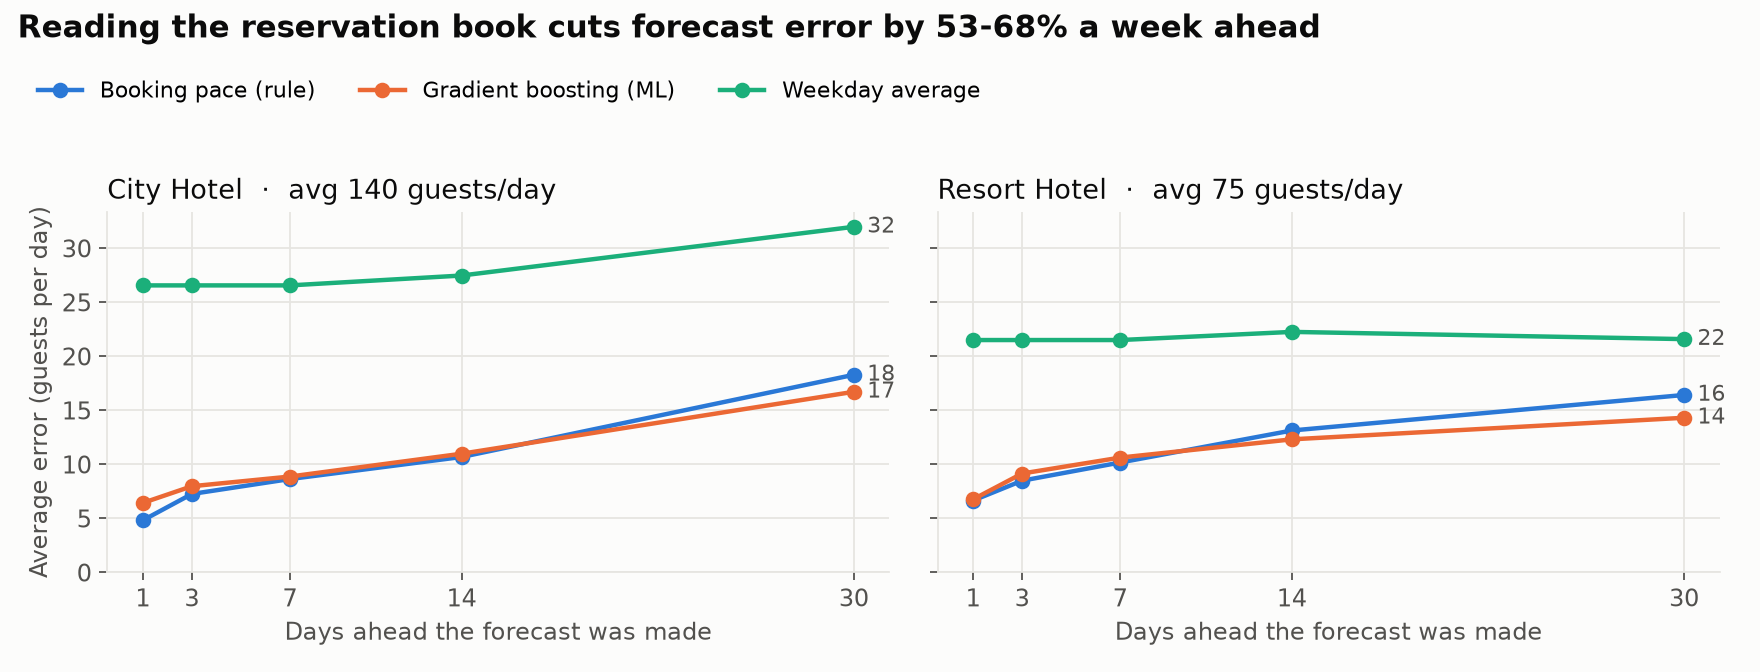 Reading the reservation book cuts forecast error by 53-68% a week ahead
Booking pace (rule) Gradient boosting (ML) Weekday average
City Hotel · avg 140 guests/day
Average error (guests per day)
30
25
20
15
10
5
0
32
18
17
1 3 7 14 30
Days ahead the forecast was made
Resort Hotel · avg 75 guests/day
22
16
14
1 3 7 14 30
Days ahead the forecast was made